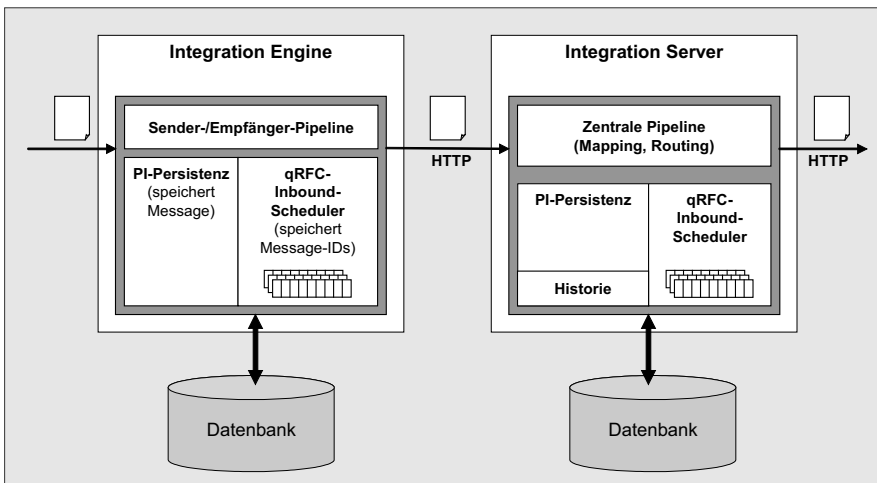 Integration Engine
Sender-/Empfänger-Pipeline
PI-Persistenz
(speichert
Message)
qRFC-
Inbound-
Scheduler
(speichert
Message-IDs)
Datenbank
HTTP
Integration Server
Zentrale Pipeline
(Mapping, Routing)
PI-Persistenz
Historie
qRFC-
Inbound-
Scheduler
Datenbank
HTTP